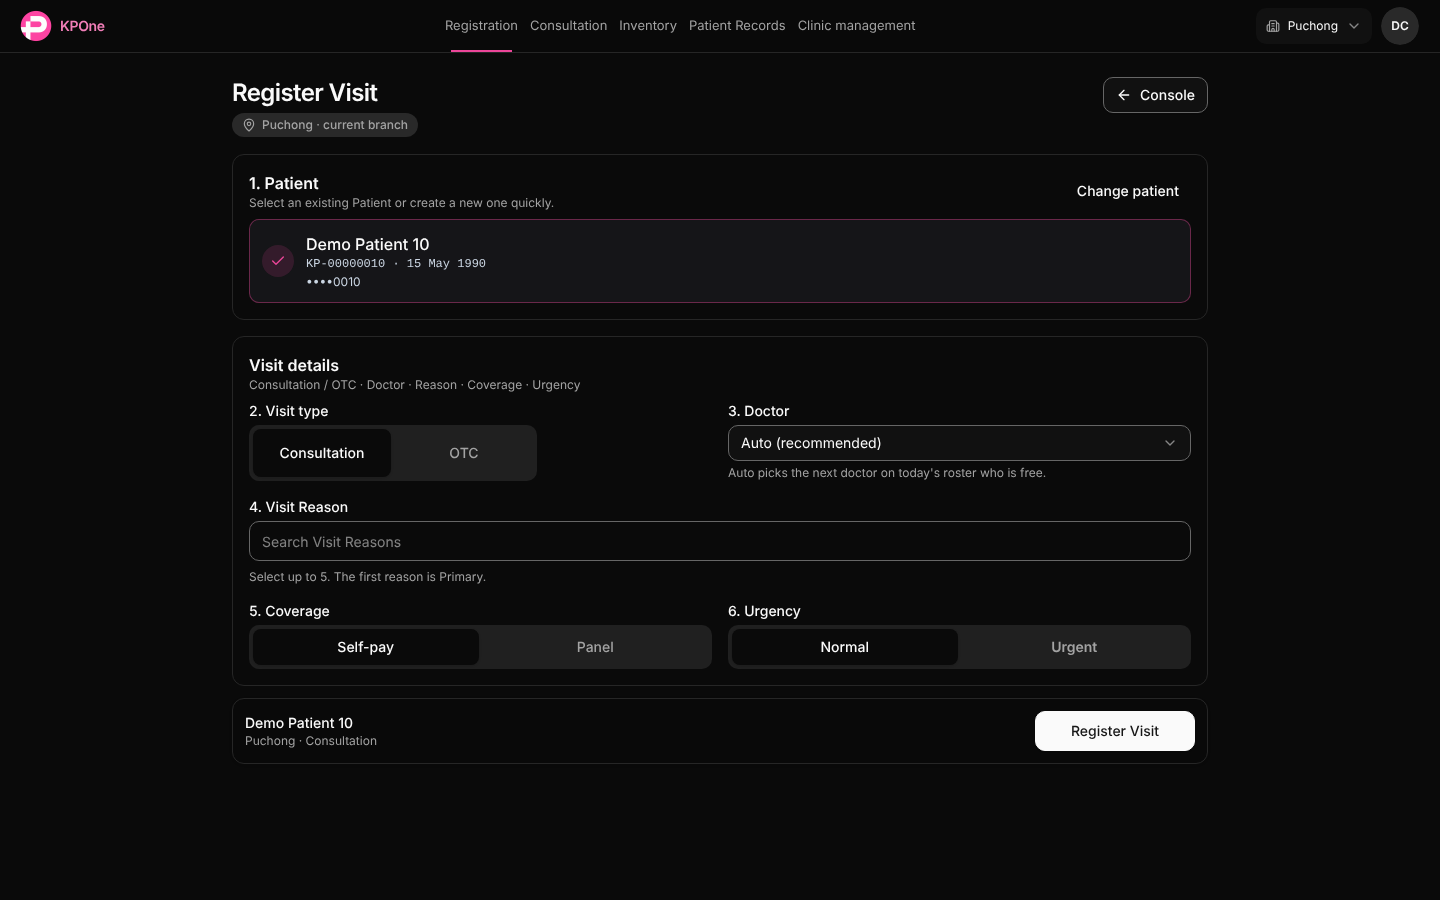 KPOne
Registration Consultation Inventory Patient Records Clinic management
Puchong
DC
Register Visit
Console
Puchong · current branch
1. Patient
Select an existing Patient or create a new one quickly.
Change patient
Demo Patient 10
KP-00000010 · 15 May 1990
••••0010
Visit details
Consultation / OTC · Doctor · Reason · Coverage · Urgency
2. Visit type
Consultation OTC
3. Doctor
Auto (recommended)
Auto picks the next doctor on today's roster who is free.
4. Visit Reason
Search Visit Reasons
Select up to 5. The first reason is Primary.
5. Coverage
Self-pay Panel
6. Urgency
Normal Urgent
Demo Patient 10
Puchong · Consultation
Register Visit